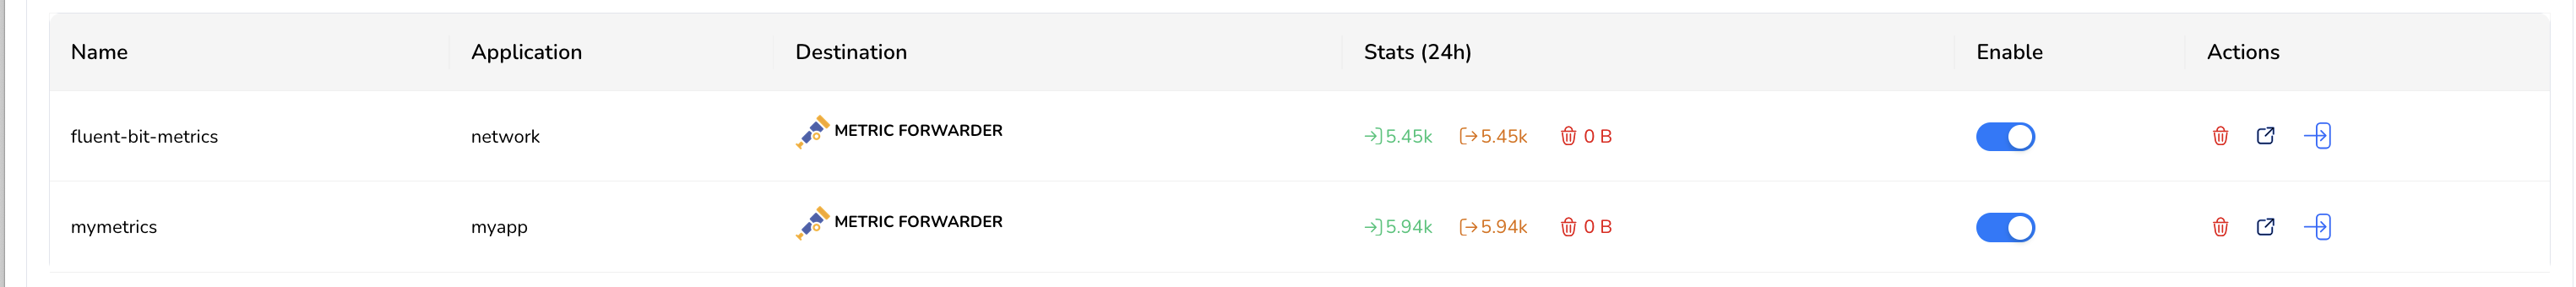 Name Application Destination Stats (24h) Enable Actions
fluent-bit-metrics network METRIC FORWARDER 5.45k 5.45k 0 B
mymetrics myapp METRIC FORWARDER 5.94k 5.94k 0 B